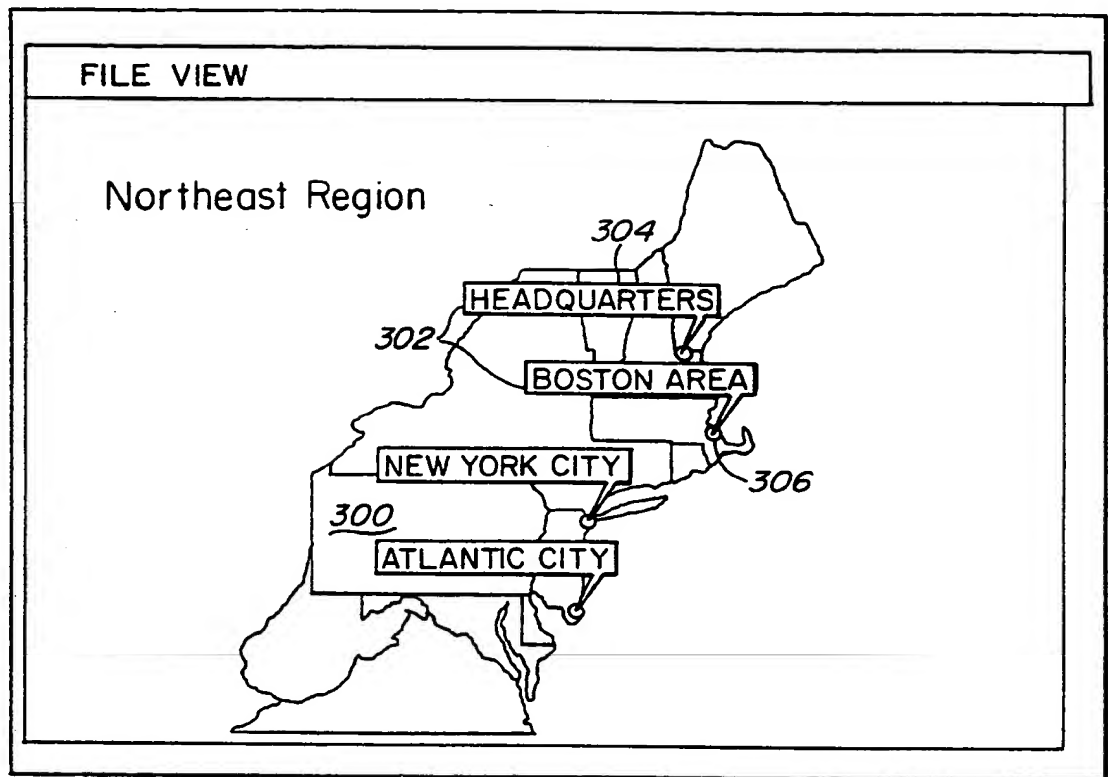 FILE VIEW
Northeast Region
304
HEADQUARTERS
302
BOSTON AREA
NEW YORK CITY
306
300
ATLANTIC CITY